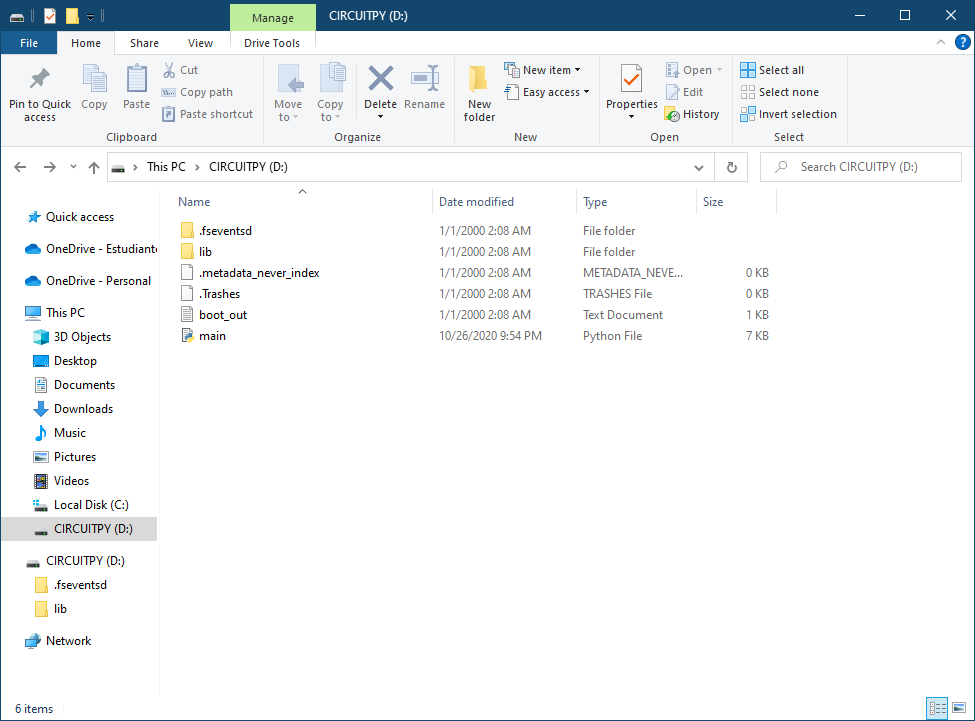 Manage CIRCUITPY (D:)
File Home Share View Drive Tools
Pin to Quick access
Copy
Paste
Cut
Copy path
Paste shortcut
Clipboard
Move to
Copy to
Delete
Rename
Organize
New folder
New item
Easy access
New
Properties
Open
Edit
History
Open
Select all
Select none
Invert selection
Select
This PC CIRCUITPY (D:)
Search CIRCUITPY (D:)
Quick access
OneDrive - Estudiante
OneDrive - Personal
This PC
3D Objects
Desktop
Documents
Downloads
Music
Pictures
Videos
Local Disk (C:)
CIRCUITPY (D:)
CIRCUITPY (D:)
.fseventsd
lib
Network
Name Date modified Type Size
.fseventsd 1/1/2000 2:08 AM File folder
lib 1/1/2000 2:08 AM File folder
.metadata_never_index 1/1/2000 2:08 AM METADATA_NEVE... 0 KB
.Trashes 1/1/2000 2:08 AM TRASHES File 0 KB
boot_out 1/1/2000 2:08 AM Text Document 1 KB
main 10/26/2020 9:54 PM Python File 7 KB
6 items